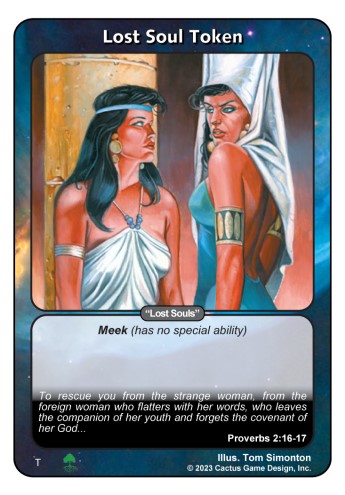 Lost Soul Token
"Lost Souls"
Meek (has no special ability)
To rescue you from the strange woman, from the
foreign woman who flatters with her words, who leaves
the companion of her youth and forgets the covenant of
her God...
Proverbs 2:16-17
T
Illus. Tom Simonton
© 2023 Cactus Game Design, Inc.